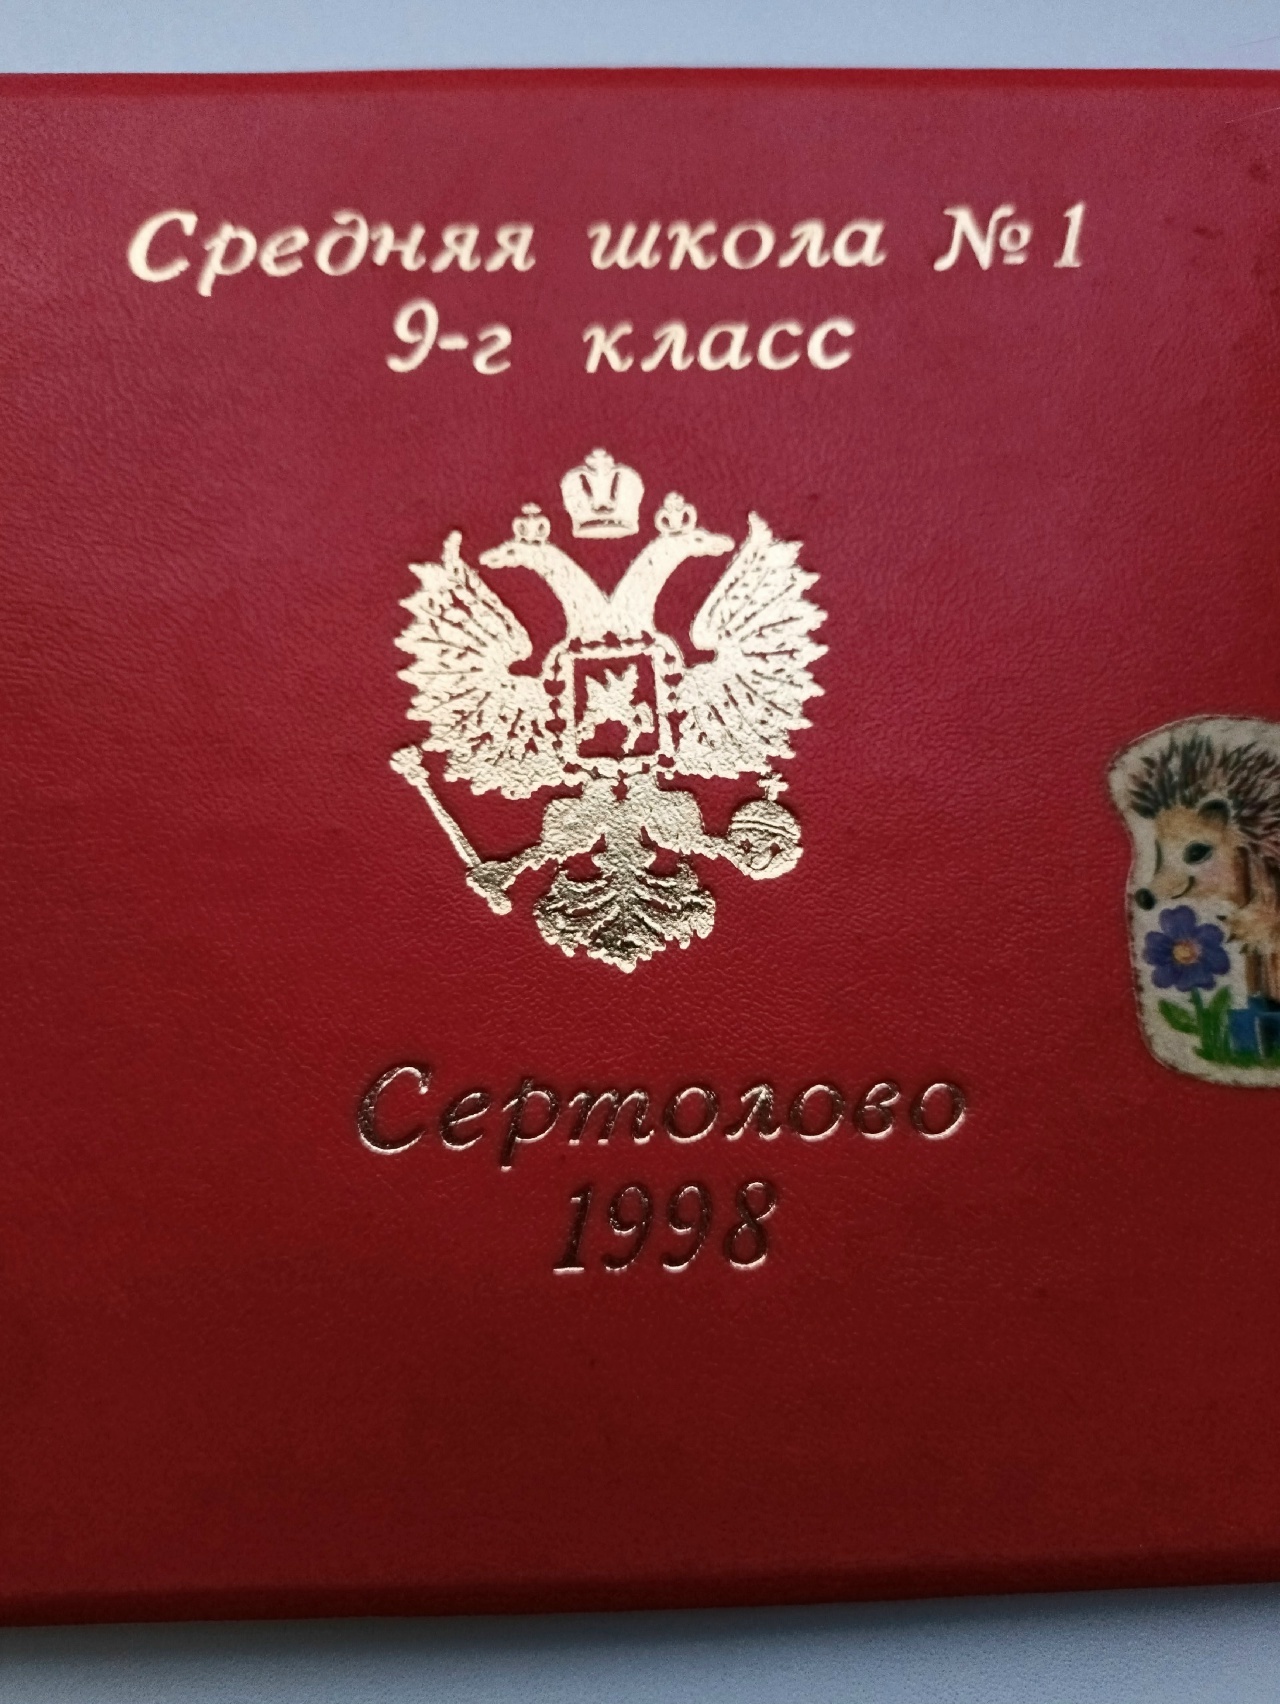 Средняя школа №1
9-г класс
Сертолово
1998